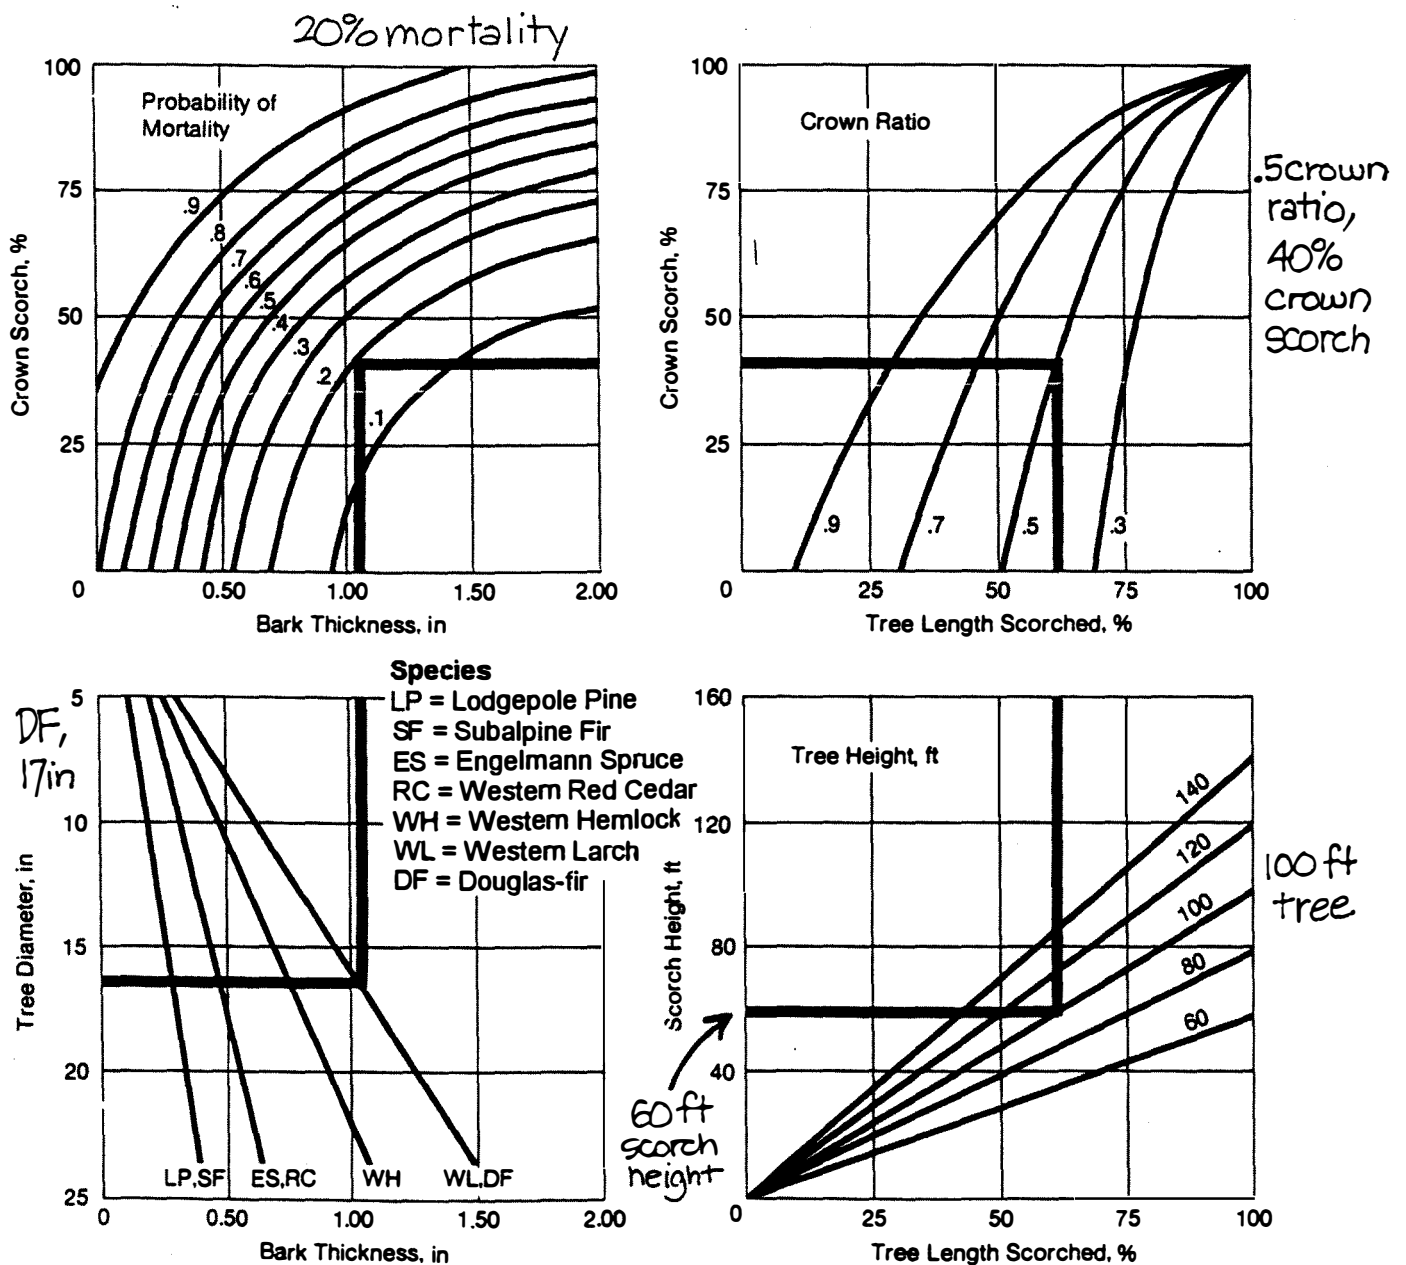 20% mortality
100
75
50
25
0
Crown Scorch, %
Probability of
Mortality
.9
.8
.7
.6
.5
.4
.3
.2
.1
0.50
1.00
1.50
2.00
Bark Thickness, in
100
75
50
25
0
Crown Scorch, %
Crown Ratio
.9
.7
.5
.3
25
50
75
100
Tree Length Scorched, %
.5 crown
ratio,
40%
crown
scorch
DF,
17in
5
10
15
20
25
Tree Diameter, in
Species
LP = Lodgepole Pine
SF = Subalpine Fir
ES = Engelmann Spruce
RC = Western Red Cedar
WH = Western Hemlock
WL = Western Larch
DF = Douglas-fir
LP,SF
ES,RC
WH
WL,DF
0
0.50
1.00
1.50
2.00
Bark Thickness, in
160
120
80
40
0
Scorch Height, ft
Tree Height, ft
140
120
100
80
60
25
50
75
100
Tree Length Scorched, %
60 ft
scorch
height
100 ft
tree